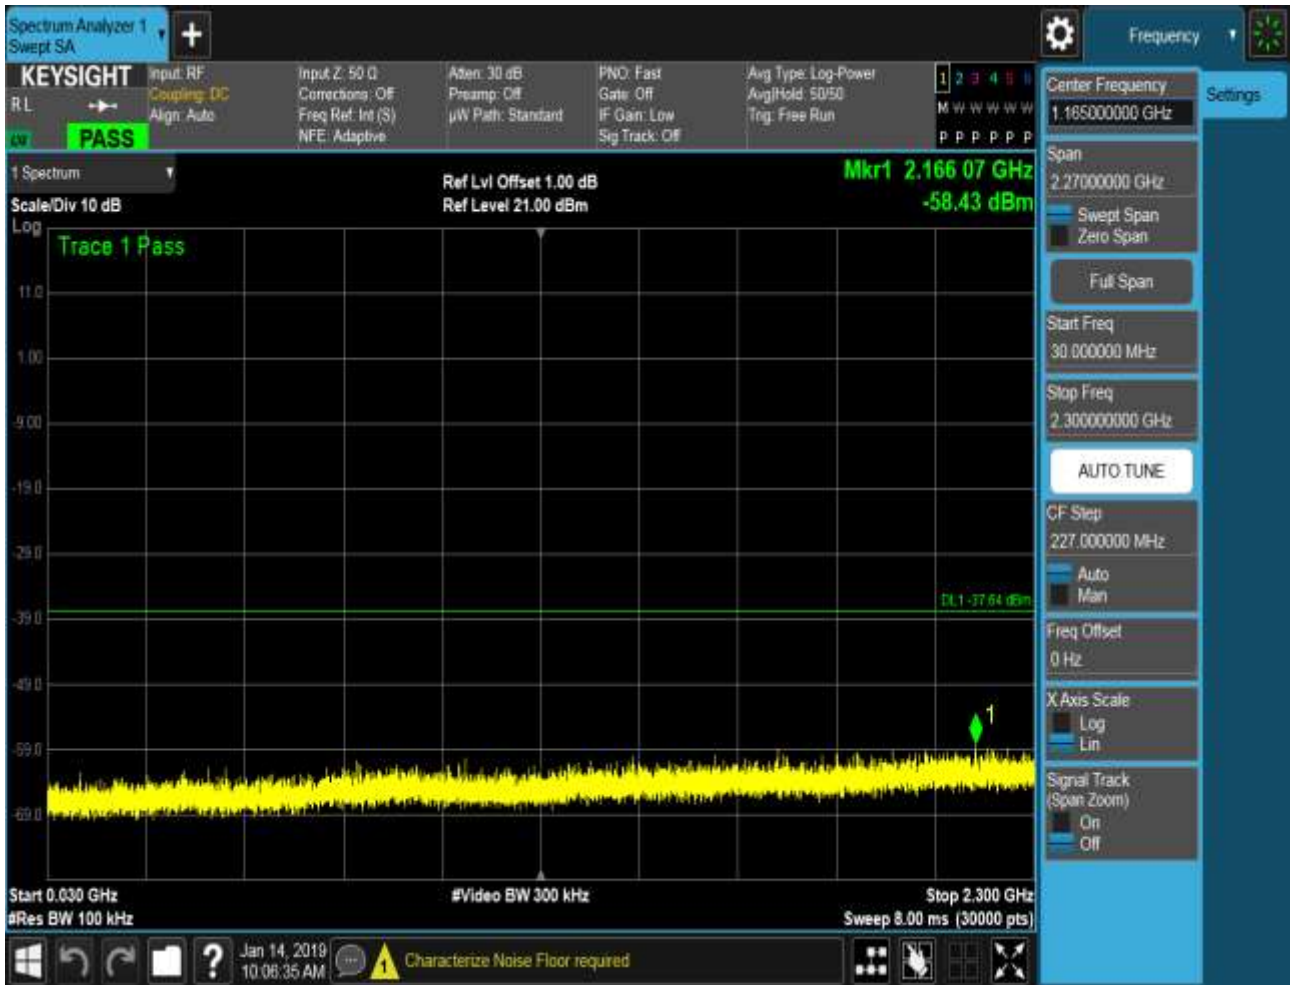 Spectrum Analyzer 1
Swept SA
Frequency
KEYSIGHT
R L
PASS
Input: RF
Coupling: DC
Align: Auto
Input Z: 50 Ω
Corrections: Off
Freq Ref: Int (S)
NFE: Adaptive
Atten: 30 dB
Preamp: Off
µW Path: Standard
PNO: Fast
Gate: Off
IF Gain: Low
Sig Track: Off
Avg Type: Log-Power
Avg|Hold: 50/50
Trig: Free Run
1 2 3 4 5 6
M W W W W W
P P P P P P
1 Spectrum
Scale/Div 10 dB
Log
Ref Lvl Offset 1.00 dB
Ref Level 21.00 dBm
Mkr1 2.166 07 GHz
-58.43 dBm
Trace 1 Pass
11.0
1.00
-9.00
-19.0
-29.0
-39.0
-49.0
-59.0
-69.0
DL1 -37.64 dBm
1
Start 0.030 GHz
#Res BW 100 kHz
#Video BW 300 kHz
Stop 2.300 GHz
Sweep 8.00 ms (30000 pts)
Jan 14, 2019
10:06:35 AM
1
Characterize Noise Floor required
?
Center Frequency
1.165000000 GHz
Settings
Span
2.27000000 GHz
Swept Span
Zero Span
Full Span
Start Freq
30.000000 MHz
Stop Freq
2.300000000 GHz
AUTO TUNE
CF Step
227.000000 MHz
Auto
Man
Freq Offset
0 Hz
X Axis Scale
Log
Lin
Signal Track
(Span Zoom)
On
Off